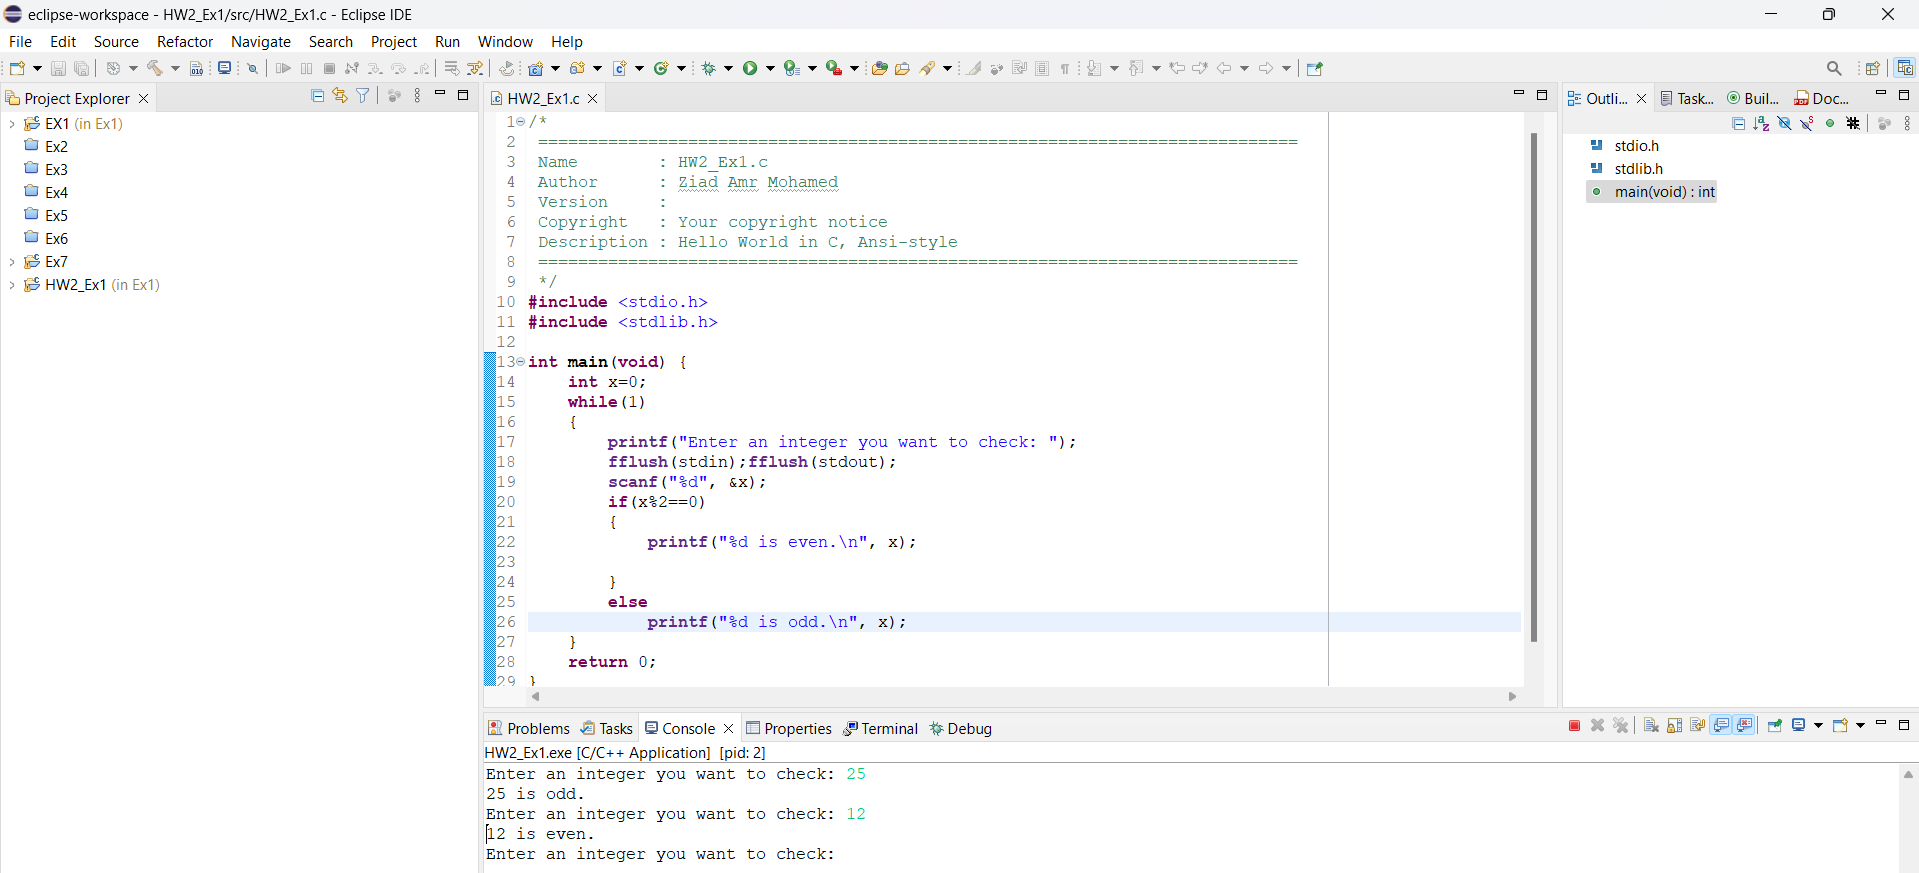 eclipse-workspace - HW2_Ex1/src/HW2_Ex1.c - Eclipse IDE
File Edit Source Refactor Navigate Search Project Run Window Help
Project Explorer
EX1 (in Ex1)
Ex2
Ex3
Ex4
Ex5
Ex6
Ex7
HW2_Ex1 (in Ex1)
HW2_Ex1.c
1 /*
2 ============================================================================
3 Name        : HW2_Ex1.c
4 Author      : Ziad Amr Mohamed
5 Version     :
6 Copyright   : Your copyright notice
7 Description : Hello World in C, Ansi-style
8 ============================================================================
9 */
10 #include <stdio.h>
11 #include <stdlib.h>
12
13 int main(void) {
14     int x=0;
15     while(1)
16     {
17         printf("Enter an integer you want to check: ");
18         fflush(stdin);fflush(stdout);
19         scanf("%d", &x);
20         if(x%2==0)
21         {
22             printf("%d is even.\n", x);
23
24         }
25         else
26             printf("%d is odd.\n", x);
27     }
28     return 0;
29 }
Outli... Task... Buil... Doc...
stdio.h
stdlib.h
main(void) : int
Problems Tasks Console Properties Terminal Debug
HW2_Ex1.exe [C/C++ Application] [pid: 2]
Enter an integer you want to check: 25
25 is odd.
Enter an integer you want to check: 12
12 is even.
Enter an integer you want to check: